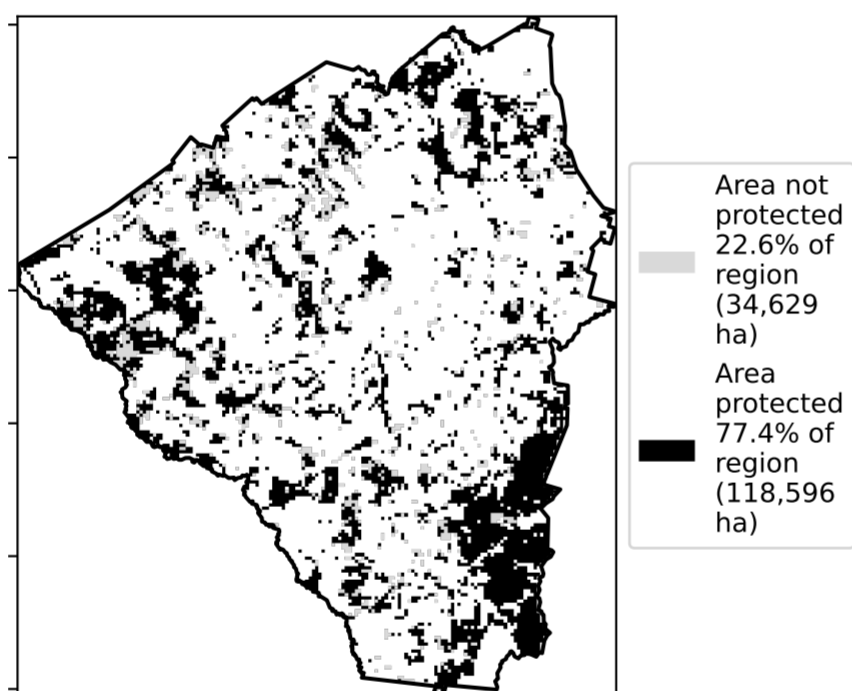 Area not
protected
22.6% of
region
(34,629
ha)
Area
protected
77.4% of
region
(118,596
ha)